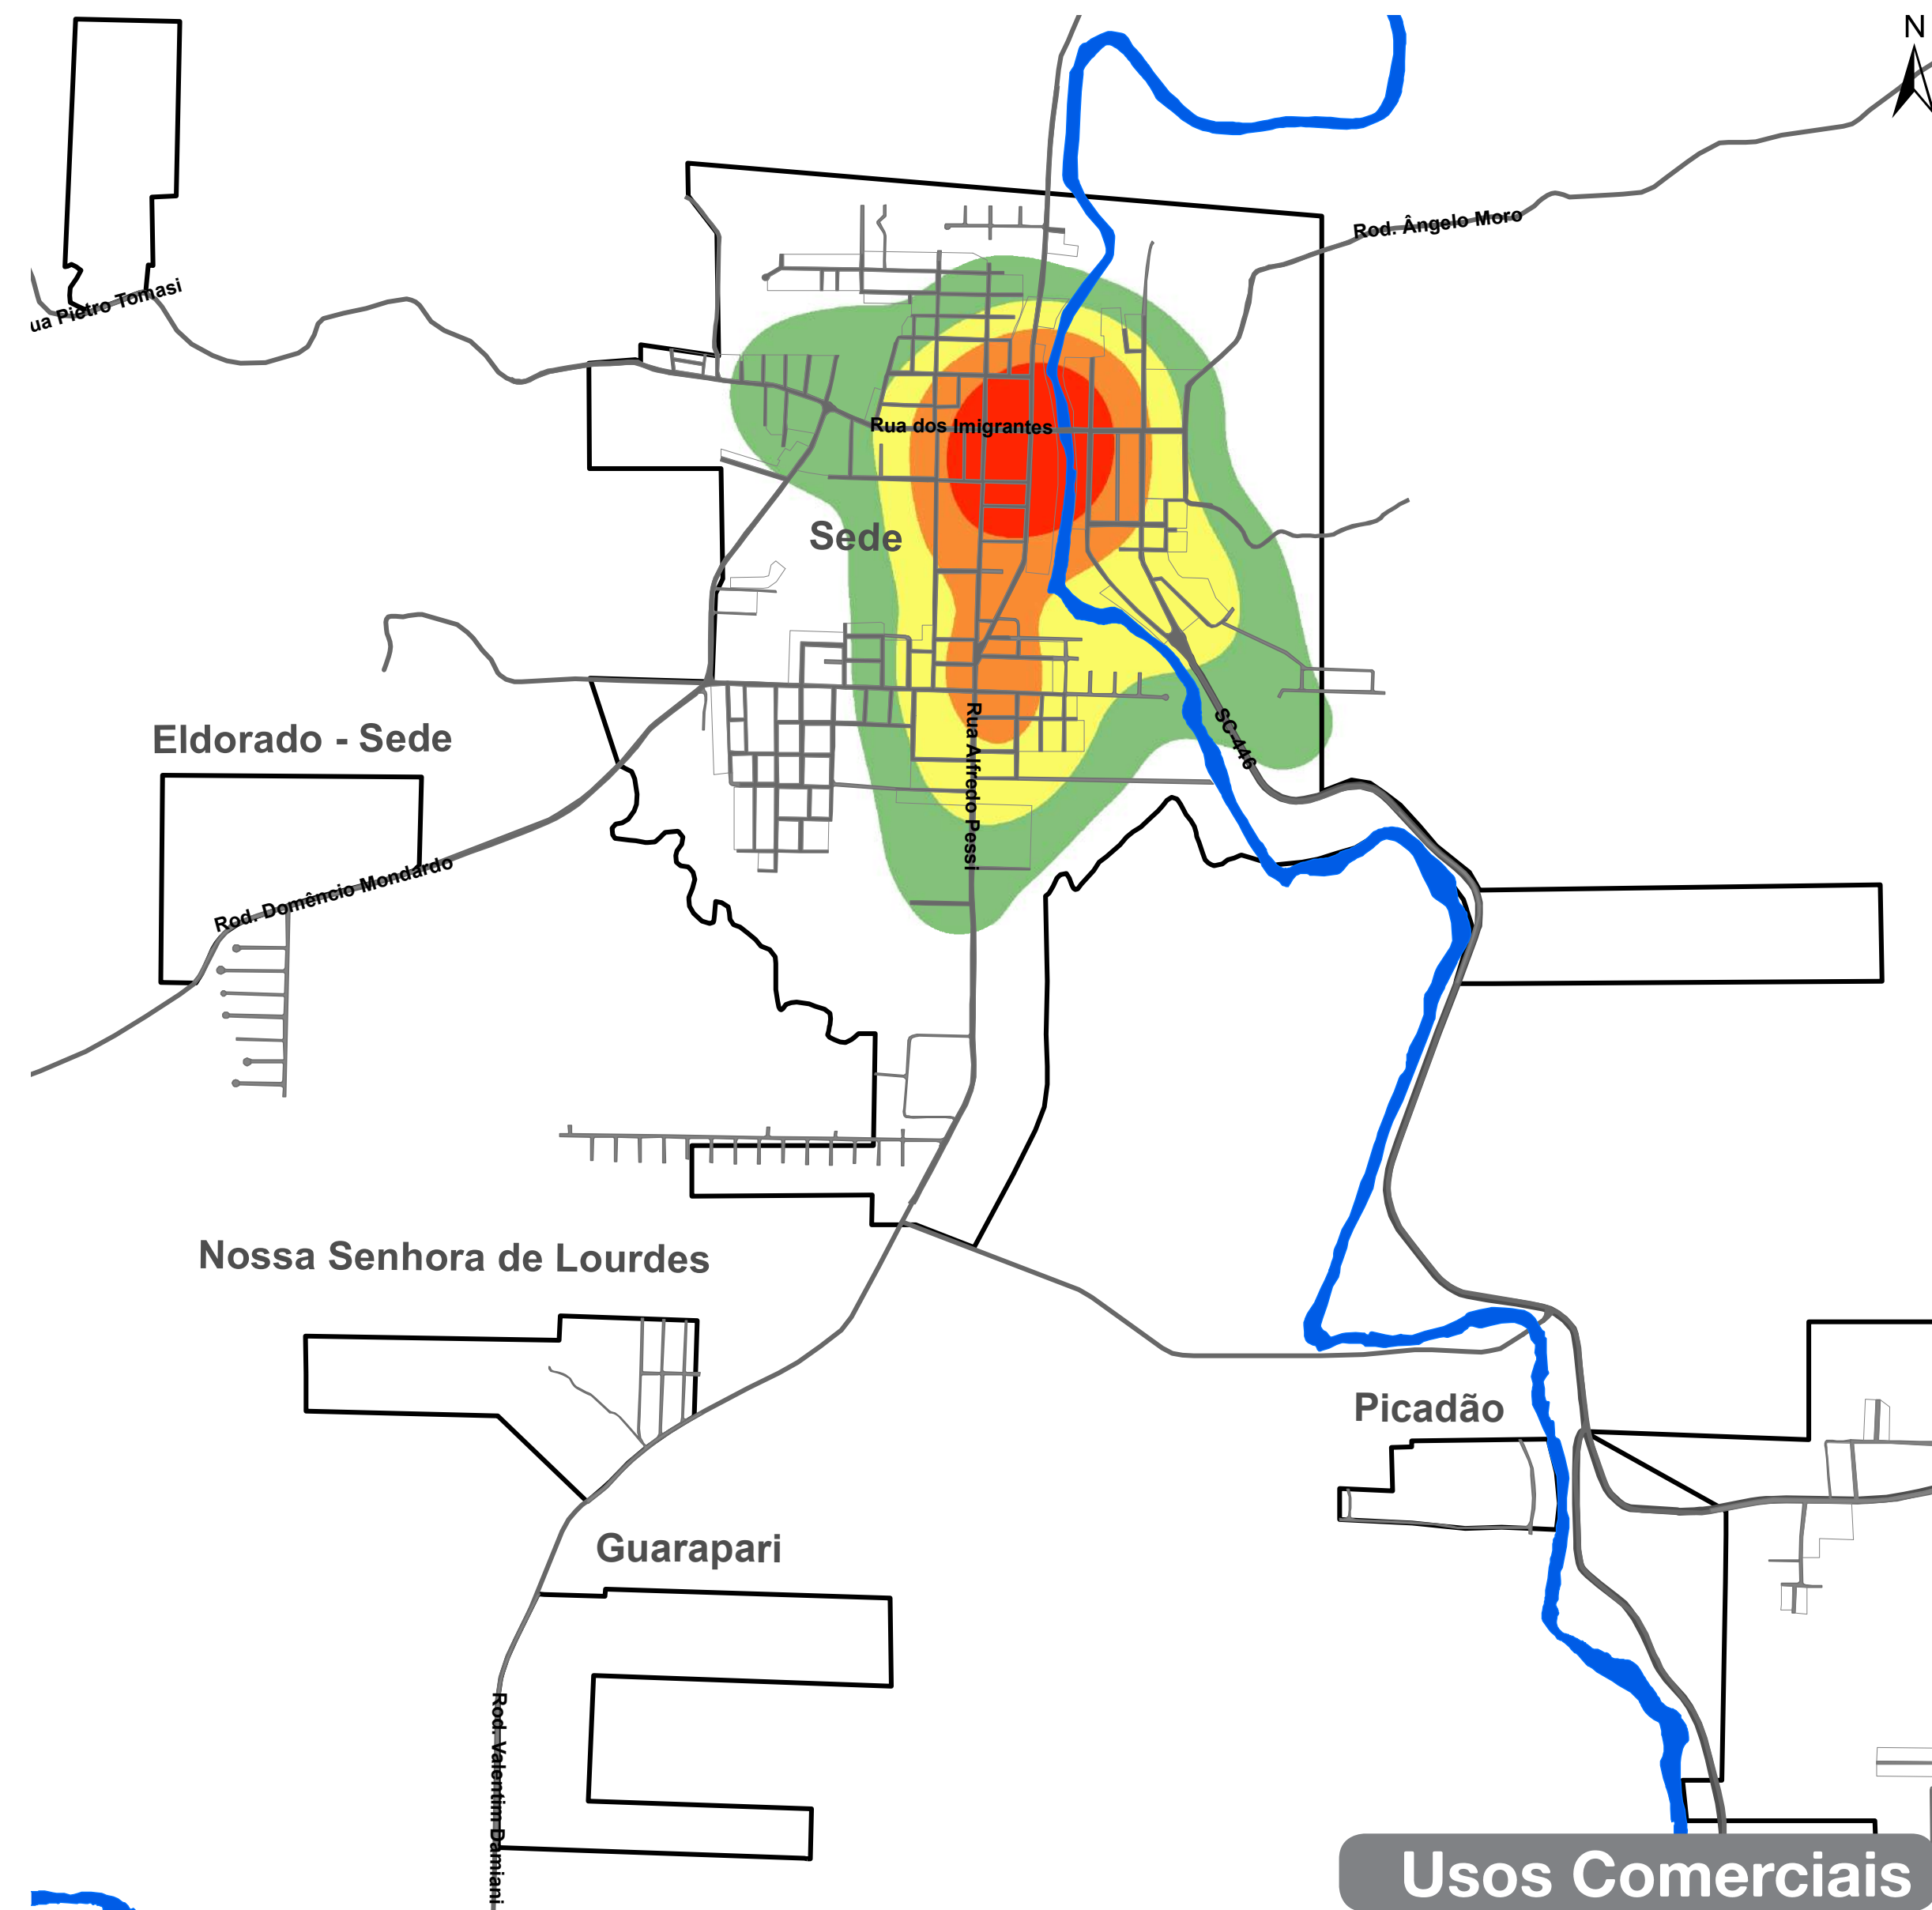 N
Rod. Ângelo Moro
ua Pietro Tomasi
Rua dos Imigrantes
Sede
Eldorado - Sede
Rua Alfredo Pessi
SC-446
Rod. Domêncio Mondardo
Nossa Senhora de Lourdes
Picadão
Guarapari
Rod. Valentim Damiani
Usos Comerciais